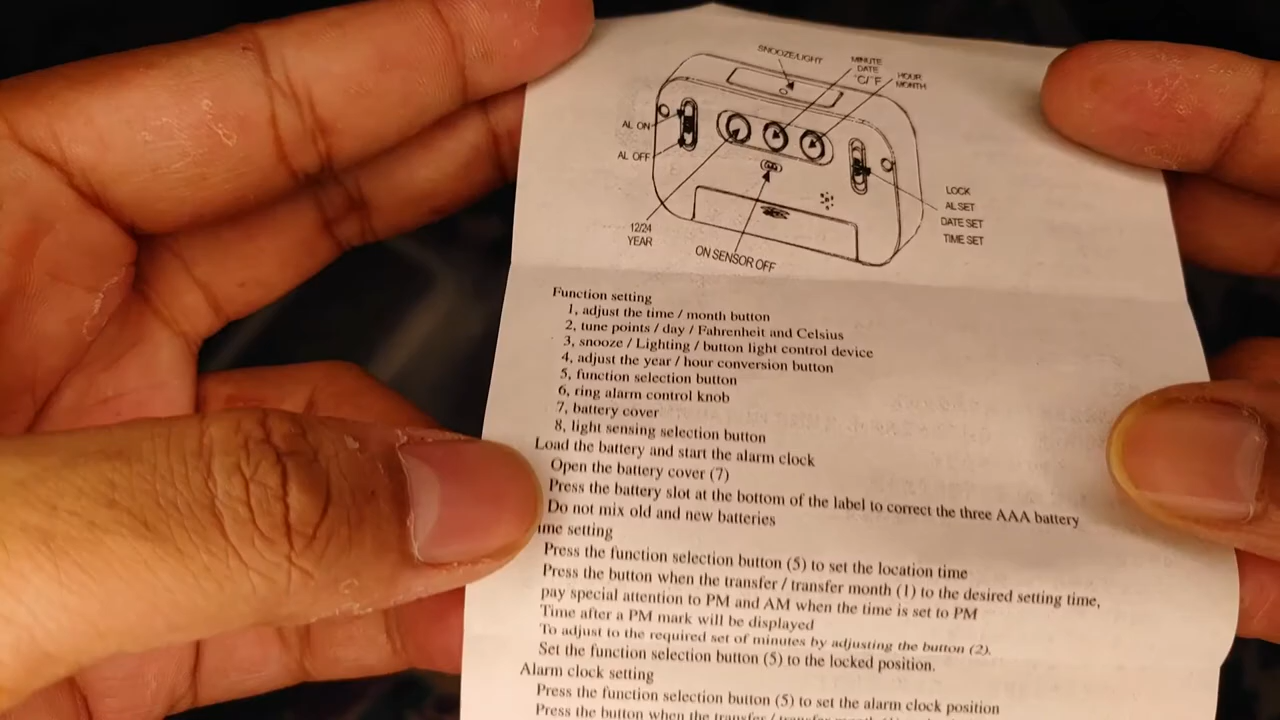 SNOOZE/LIGHT
MINUTE
DATE
°C/°F
HOUR
MONTH
AL ON
AL OFF
LOCK
AL SET
DATE SET
TIME SET
12/24
YEAR
ON SENSOR OFF
Function setting
1, adjust the time / month button
2, tune points / day / Fahrenheit and Celsius
3, snooze / Lighting / button light control device
4, adjust the year / hour conversion button
5, function selection button
6, ring alarm control knob
7, battery cover
8, light sensing selection button
Load the battery and start the alarm clock
Open the battery cover (7)
Press the battery slot at the bottom of the label to correct the three AAA battery
Do not mix old and new batteries
ime setting
Press the function selection button (5) to set the location time
Press the button when the transfer / transfer month (1) to the desired setting time,
pay special attention to PM and AM when the time is set to PM
Time after a PM mark will be displayed
To adjust to the required set of minutes by adjusting the button (2).
Set the function selection button (5) to the locked position.
Alarm clock setting
Press the function selection button (5) to set the alarm clock position
Press the button when the transfer / transfer